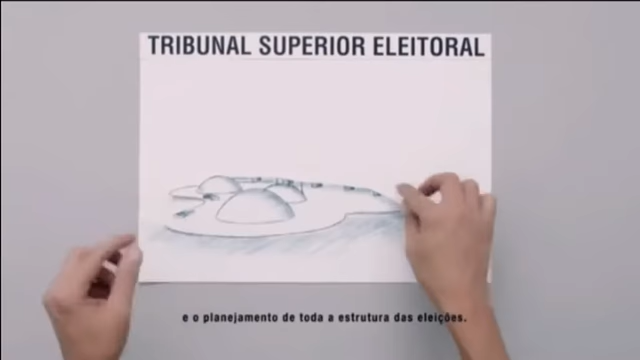 TRIBUNAL SUPERIOR ELEITORAL
e o planejamento de toda a estrutura das eleições.